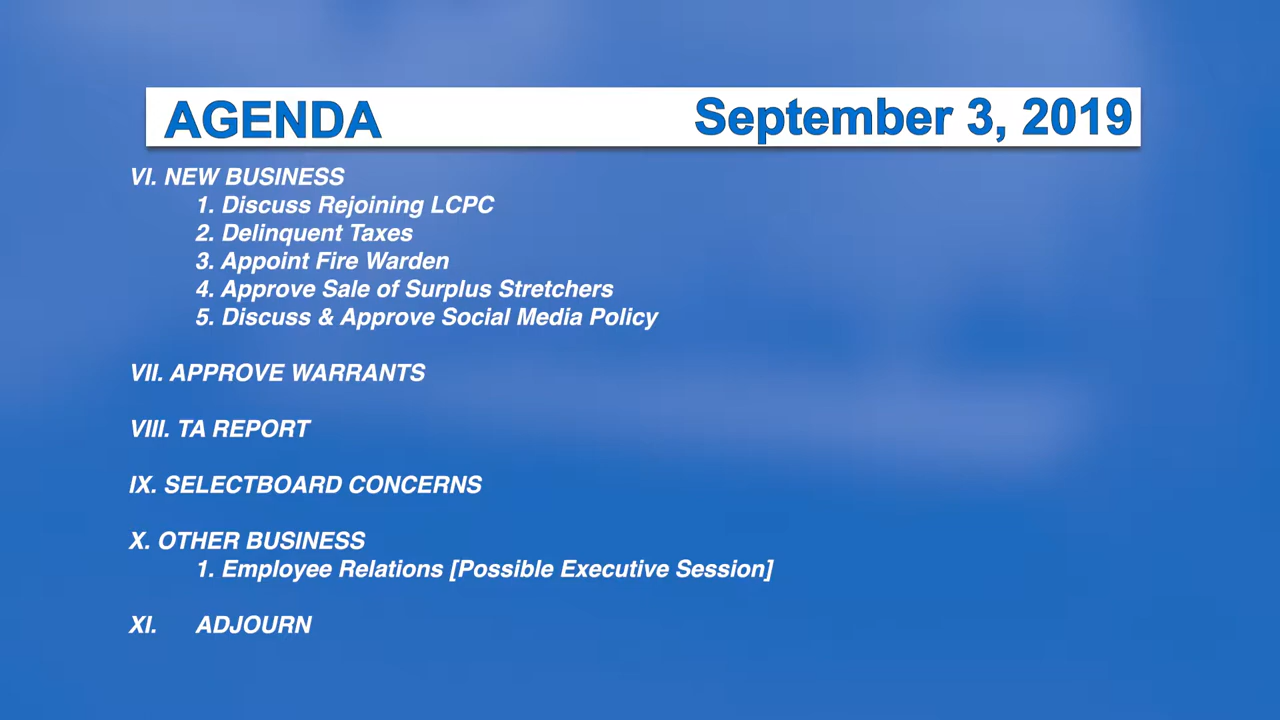 AGENDA September 3, 2019
VI. NEW BUSINESS
1. Discuss Rejoining LCPC
2. Delinquent Taxes
3. Appoint Fire Warden
4. Approve Sale of Surplus Stretchers
5. Discuss & Approve Social Media Policy
VII. APPROVE WARRANTS
VIII. TA REPORT
IX. SELECTBOARD CONCERNS
X. OTHER BUSINESS
1. Employee Relations [Possible Executive Session]
XI. ADJOURN